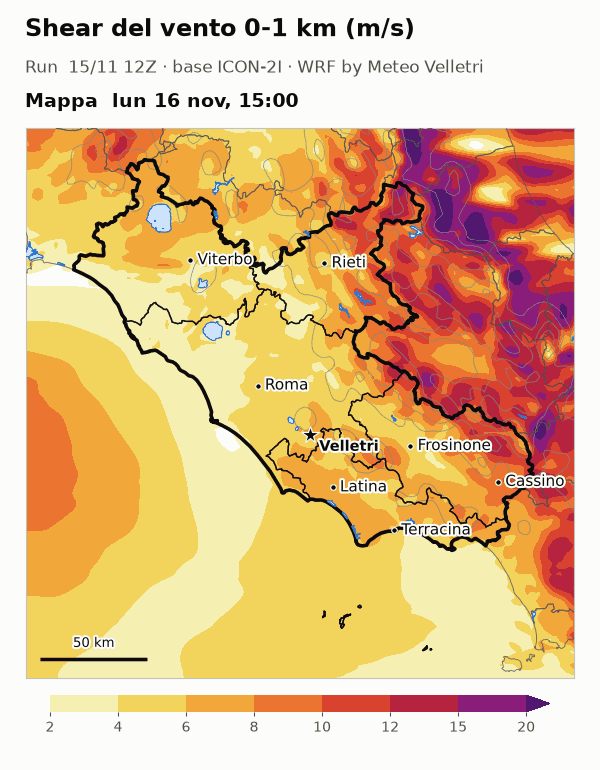 Shear del vento 0-1 km (m/s)
Run  15/11 12Z · base ICON-2I · WRF by Meteo Velletri
Mappa  lun 16 nov, 15:00
Viterbo
Rieti
Roma
Velletri
Frosinone
Latina
Cassino
Terracina
50 km
2 4 6 8 10 12 15 20